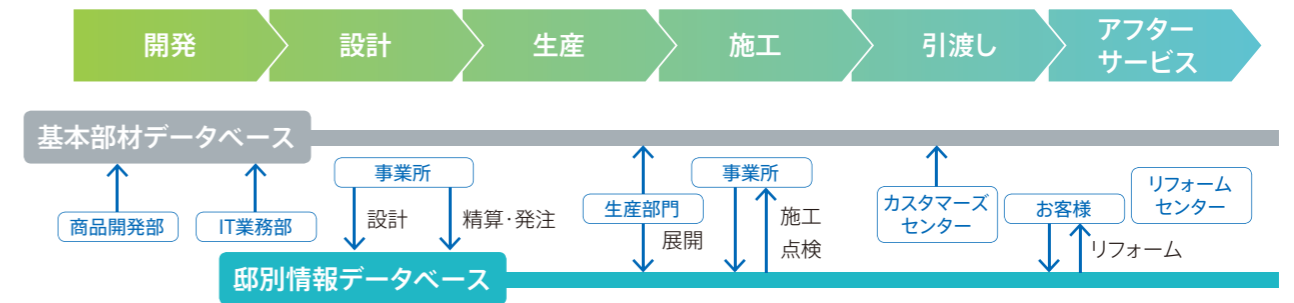 開発
設計
生産
施工
引渡し
アフター
サービス
基本部材データベース
商品開発部
IT業務部
事業所
設計
精算・発注
生産部門
展開
事業所
施工
点検
カスタマーズ
センター
お客様
リフォーム
リフォーム
センター
邸別情報データベース